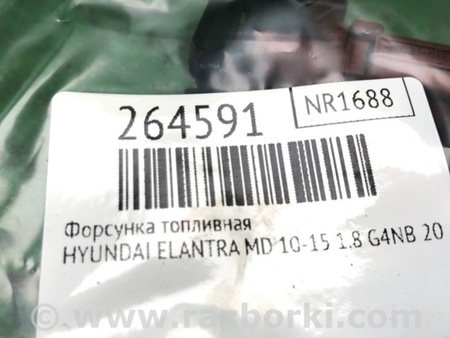 264591
NR1688
Форсунка топливная
HYUNDAI ELANTRA MD 10-15 1.8 G4NB 20
© www.razborki.com